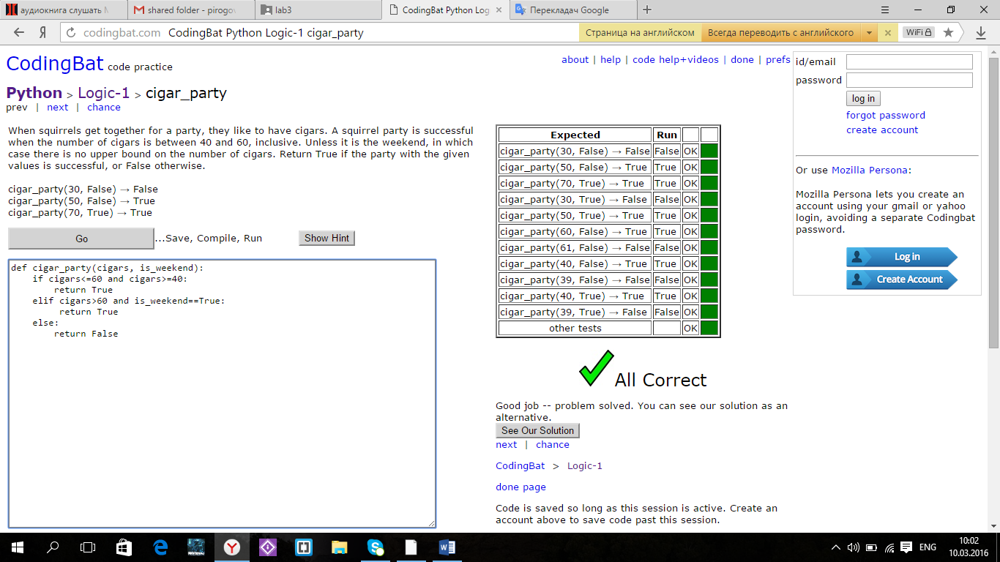 аудиокнига слушать
shared folder - pirogov
lab3
CodingBat Python Log
Перекладач Google
Я
codingbat.com CodingBat Python Logic-1 cigar_party
Страница на английском
Всегда переводить с английского
WiFi
CodingBat code practice
about | help | code help+videos | done | prefs
id/email
password
log in
forgot password
create account
Or use Mozilla Persona:
Mozilla Persona lets you create an
account using your gmail or yahoo
login, avoiding a separate Codingbat
password.
Log in
Create Account
Python > Logic-1 > cigar_party
prev | next | chance
When squirrels get together for a party, they like to have cigars. A squirrel party is successful
when the number of cigars is between 40 and 60, inclusive. Unless it is the weekend, in which
case there is no upper bound on the number of cigars. Return True if the party with the given
values is successful, or False otherwise.
cigar_party(30, False) → False
cigar_party(50, False) → True
cigar_party(70, True) → True
Go
...Save, Compile, Run
Show Hint
def cigar_party(cigars, is_weekend):
    if cigars<=60 and cigars>=40:
        return True
    elif cigars>60 and is_weekend==True:
         return True
    else:
        return False
Expected Run
cigar_party(30, False) → False False OK
cigar_party(50, False) → True True OK
cigar_party(70, True) → True True OK
cigar_party(30, True) → False False OK
cigar_party(50, True) → True True OK
cigar_party(60, True) → True True OK
cigar_party(61, False) → False False OK
cigar_party(40, False) → True True OK
cigar_party(39, False) → False False OK
cigar_party(40, True) → True True OK
cigar_party(39, True) → False False OK
other tests OK
All Correct
Good job -- problem solved. You can see our solution as an
alternative.
See Our Solution
next | chance
CodingBat > Logic-1
done page
Code is saved so long as this session is active. Create an
account above to save code past this session.
ENG
10:02
10.03.2016